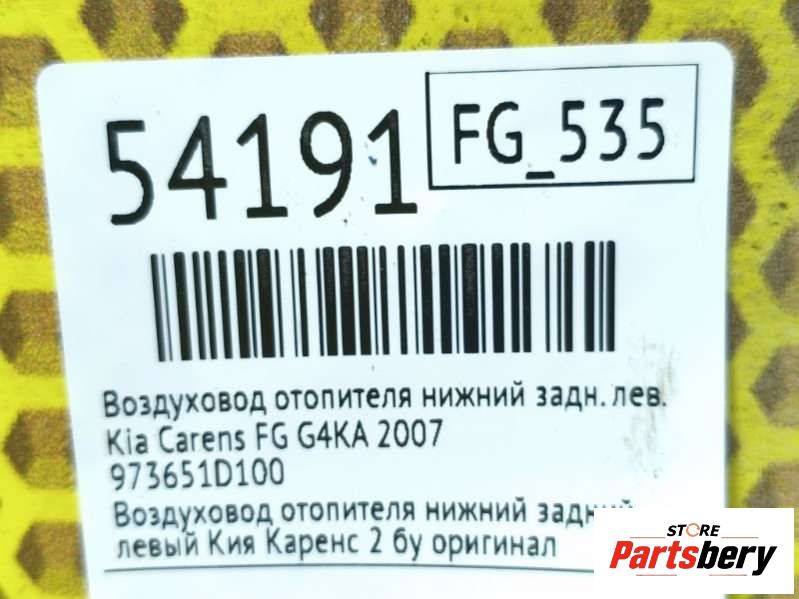 54191
FG_535
Воздуховод отопителя нижний задн. лев.
Kia Carens FG G4KA 2007
973651D100
Воздуховод отопителя нижний задний
левый Кия Каренс 2 бу оригинал
STORE
Partsbery